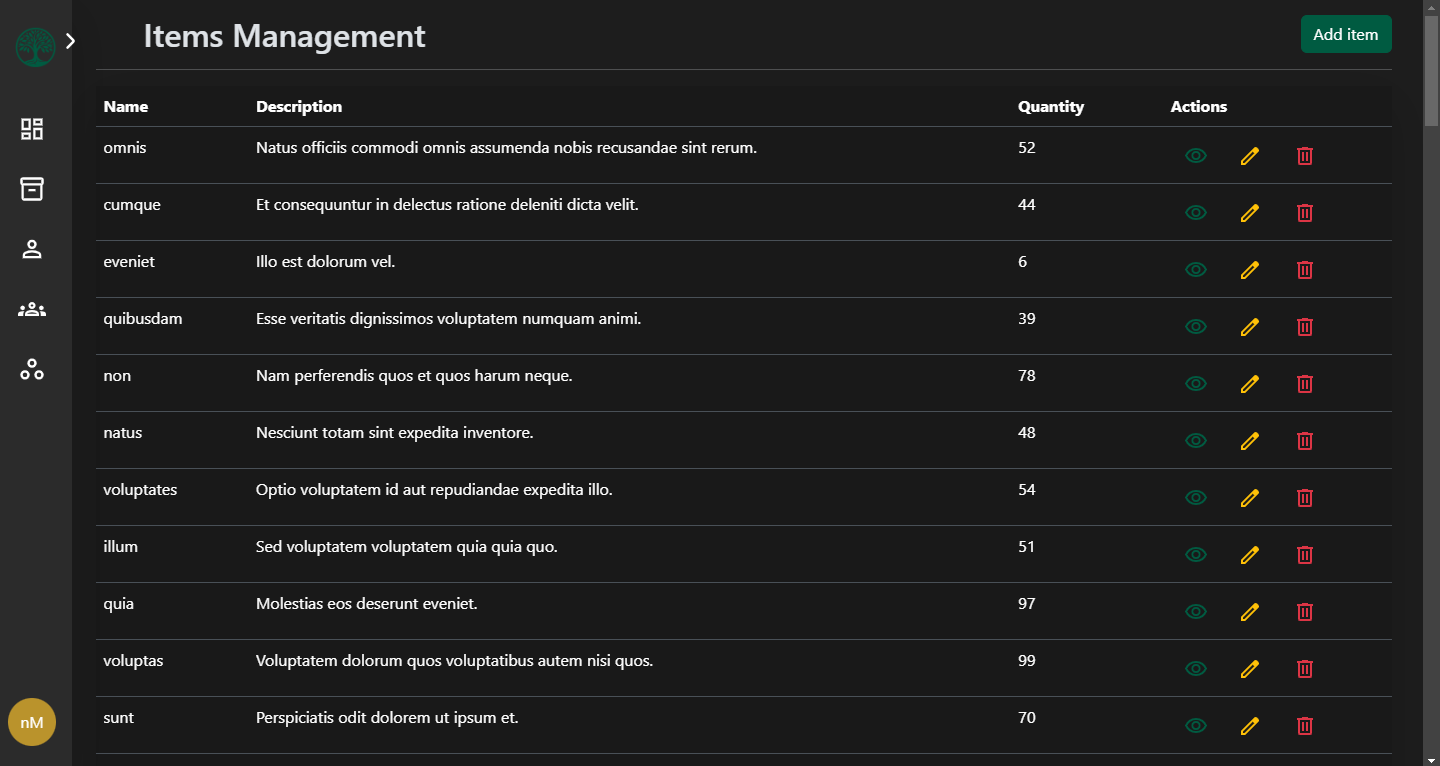 Items Management
Add item
Name Description Quantity Actions
omnis Natus officiis commodi omnis assumenda nobis recusandae sint rerum. 52
cumque Et consequuntur in delectus ratione deleniti dicta velit. 44
eveniet Illo est dolorum vel. 6
quibusdam Esse veritatis dignissimos voluptatem numquam animi. 39
non Nam perferendis quos et quos harum neque. 78
natus Nesciunt totam sint expedita inventore. 48
voluptates Optio voluptatem id aut repudiandae expedita illo. 54
illum Sed voluptatem voluptatem quia quia quo. 51
quia Molestias eos deserunt eveniet. 97
voluptas Voluptatem dolorum quos voluptatibus autem nisi quos. 99
sunt Perspiciatis odit dolorem ut ipsum et. 70
nM